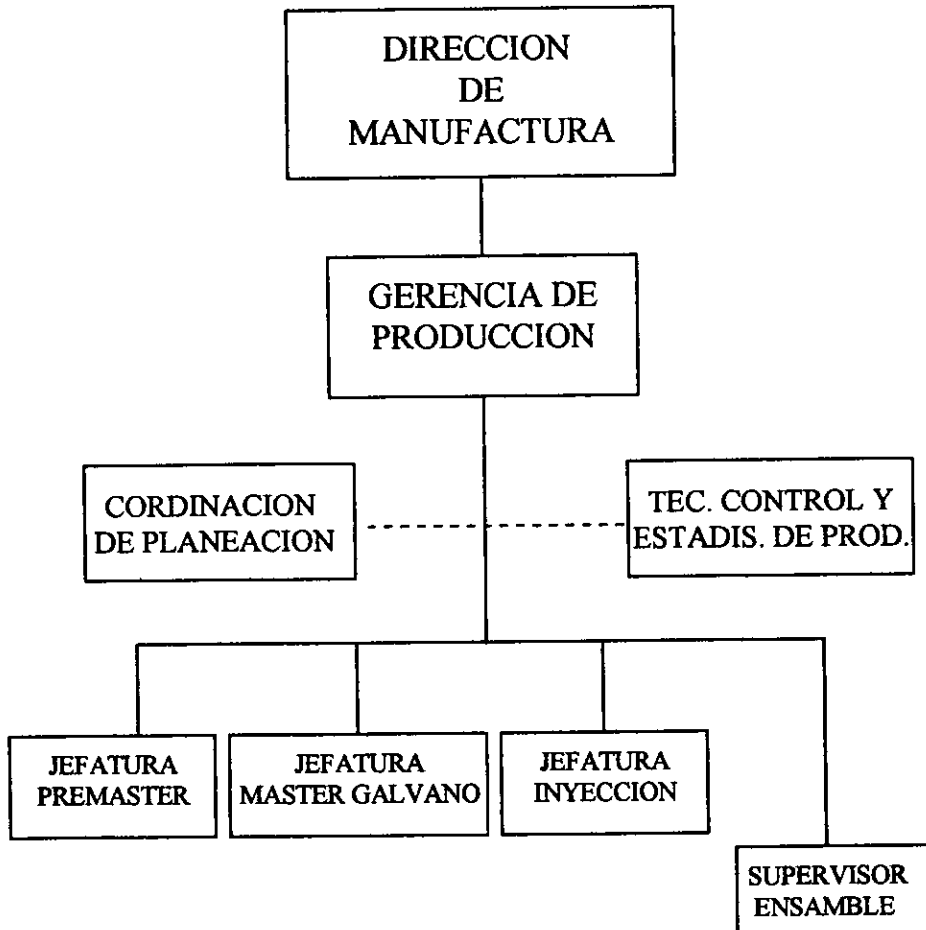 DIRECCION
DE
MANUFACTURA
GERENCIA DE
PRODUCCION
CORDINACION
DE PLANEACION
TEC. CONTROL Y
ESTADIS. DE PROD.
JEFATURA
PREMASTER
JEFATURA
MASTER GALVANO
JEFATURA
INYECCION
SUPERVISOR
ENSAMBLE